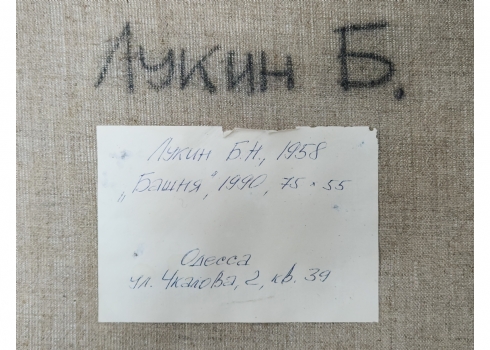 Лукин Б.
Лукин Б.Н., 1958
„Башня", 1990, 75 × 55
Одесса
ул. Чкалова, 2, кв. 39